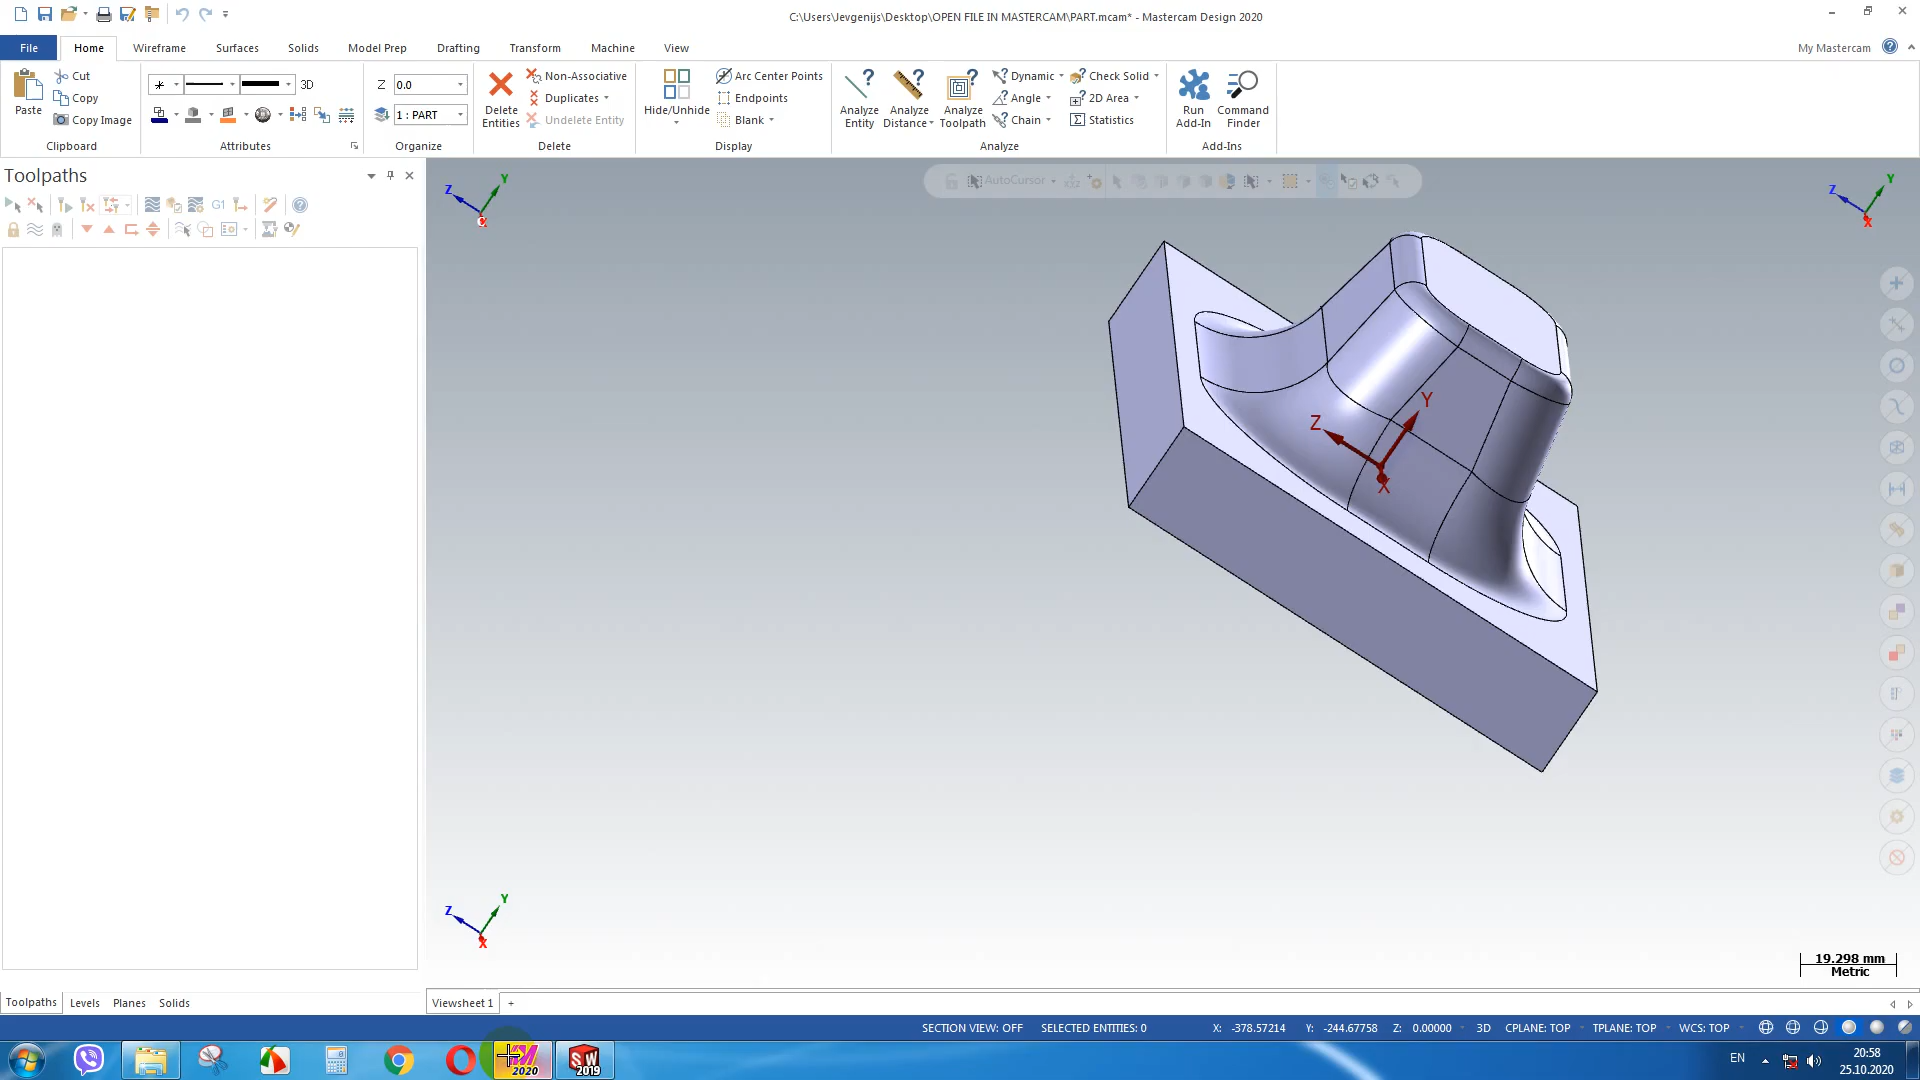 C:\Users\Jevgenijs\Desktop\OPEN FILE IN MASTERCAM\PART.mcam* - Mastercam Design 2020
File Home Wireframe Surfaces Solids Model Prep Drafting Transform Machine View My Mastercam
Paste Cut Copy Copy Image Clipboard
3D Attributes
Z 0.0
1 : PART
Organize
Delete Entities Non-Associative Duplicates Undelete Entity Delete
Hide/Unhide Arc Center Points Endpoints Blank Display
Analyze Entity Analyze Distance Analyze Toolpath Dynamic Angle Chain Check Solid 2D Area Statistics Analyze
Run Add-In Command Finder Add-Ins
Toolpaths
G1
AutoCursor
Z Y X
Z Y X
Z Y X
Z Y X
19.298 mm
Metric
Toolpaths Levels Planes Solids Viewsheet 1 +
SECTION VIEW: OFF SELECTED ENTITIES: 0 X: -378.57214 Y: -244.67758 Z: 0.00000 3D CPLANE: TOP TPLANE: TOP WCS: TOP
2020 SW 2019 EN 20:58
25.10.2020